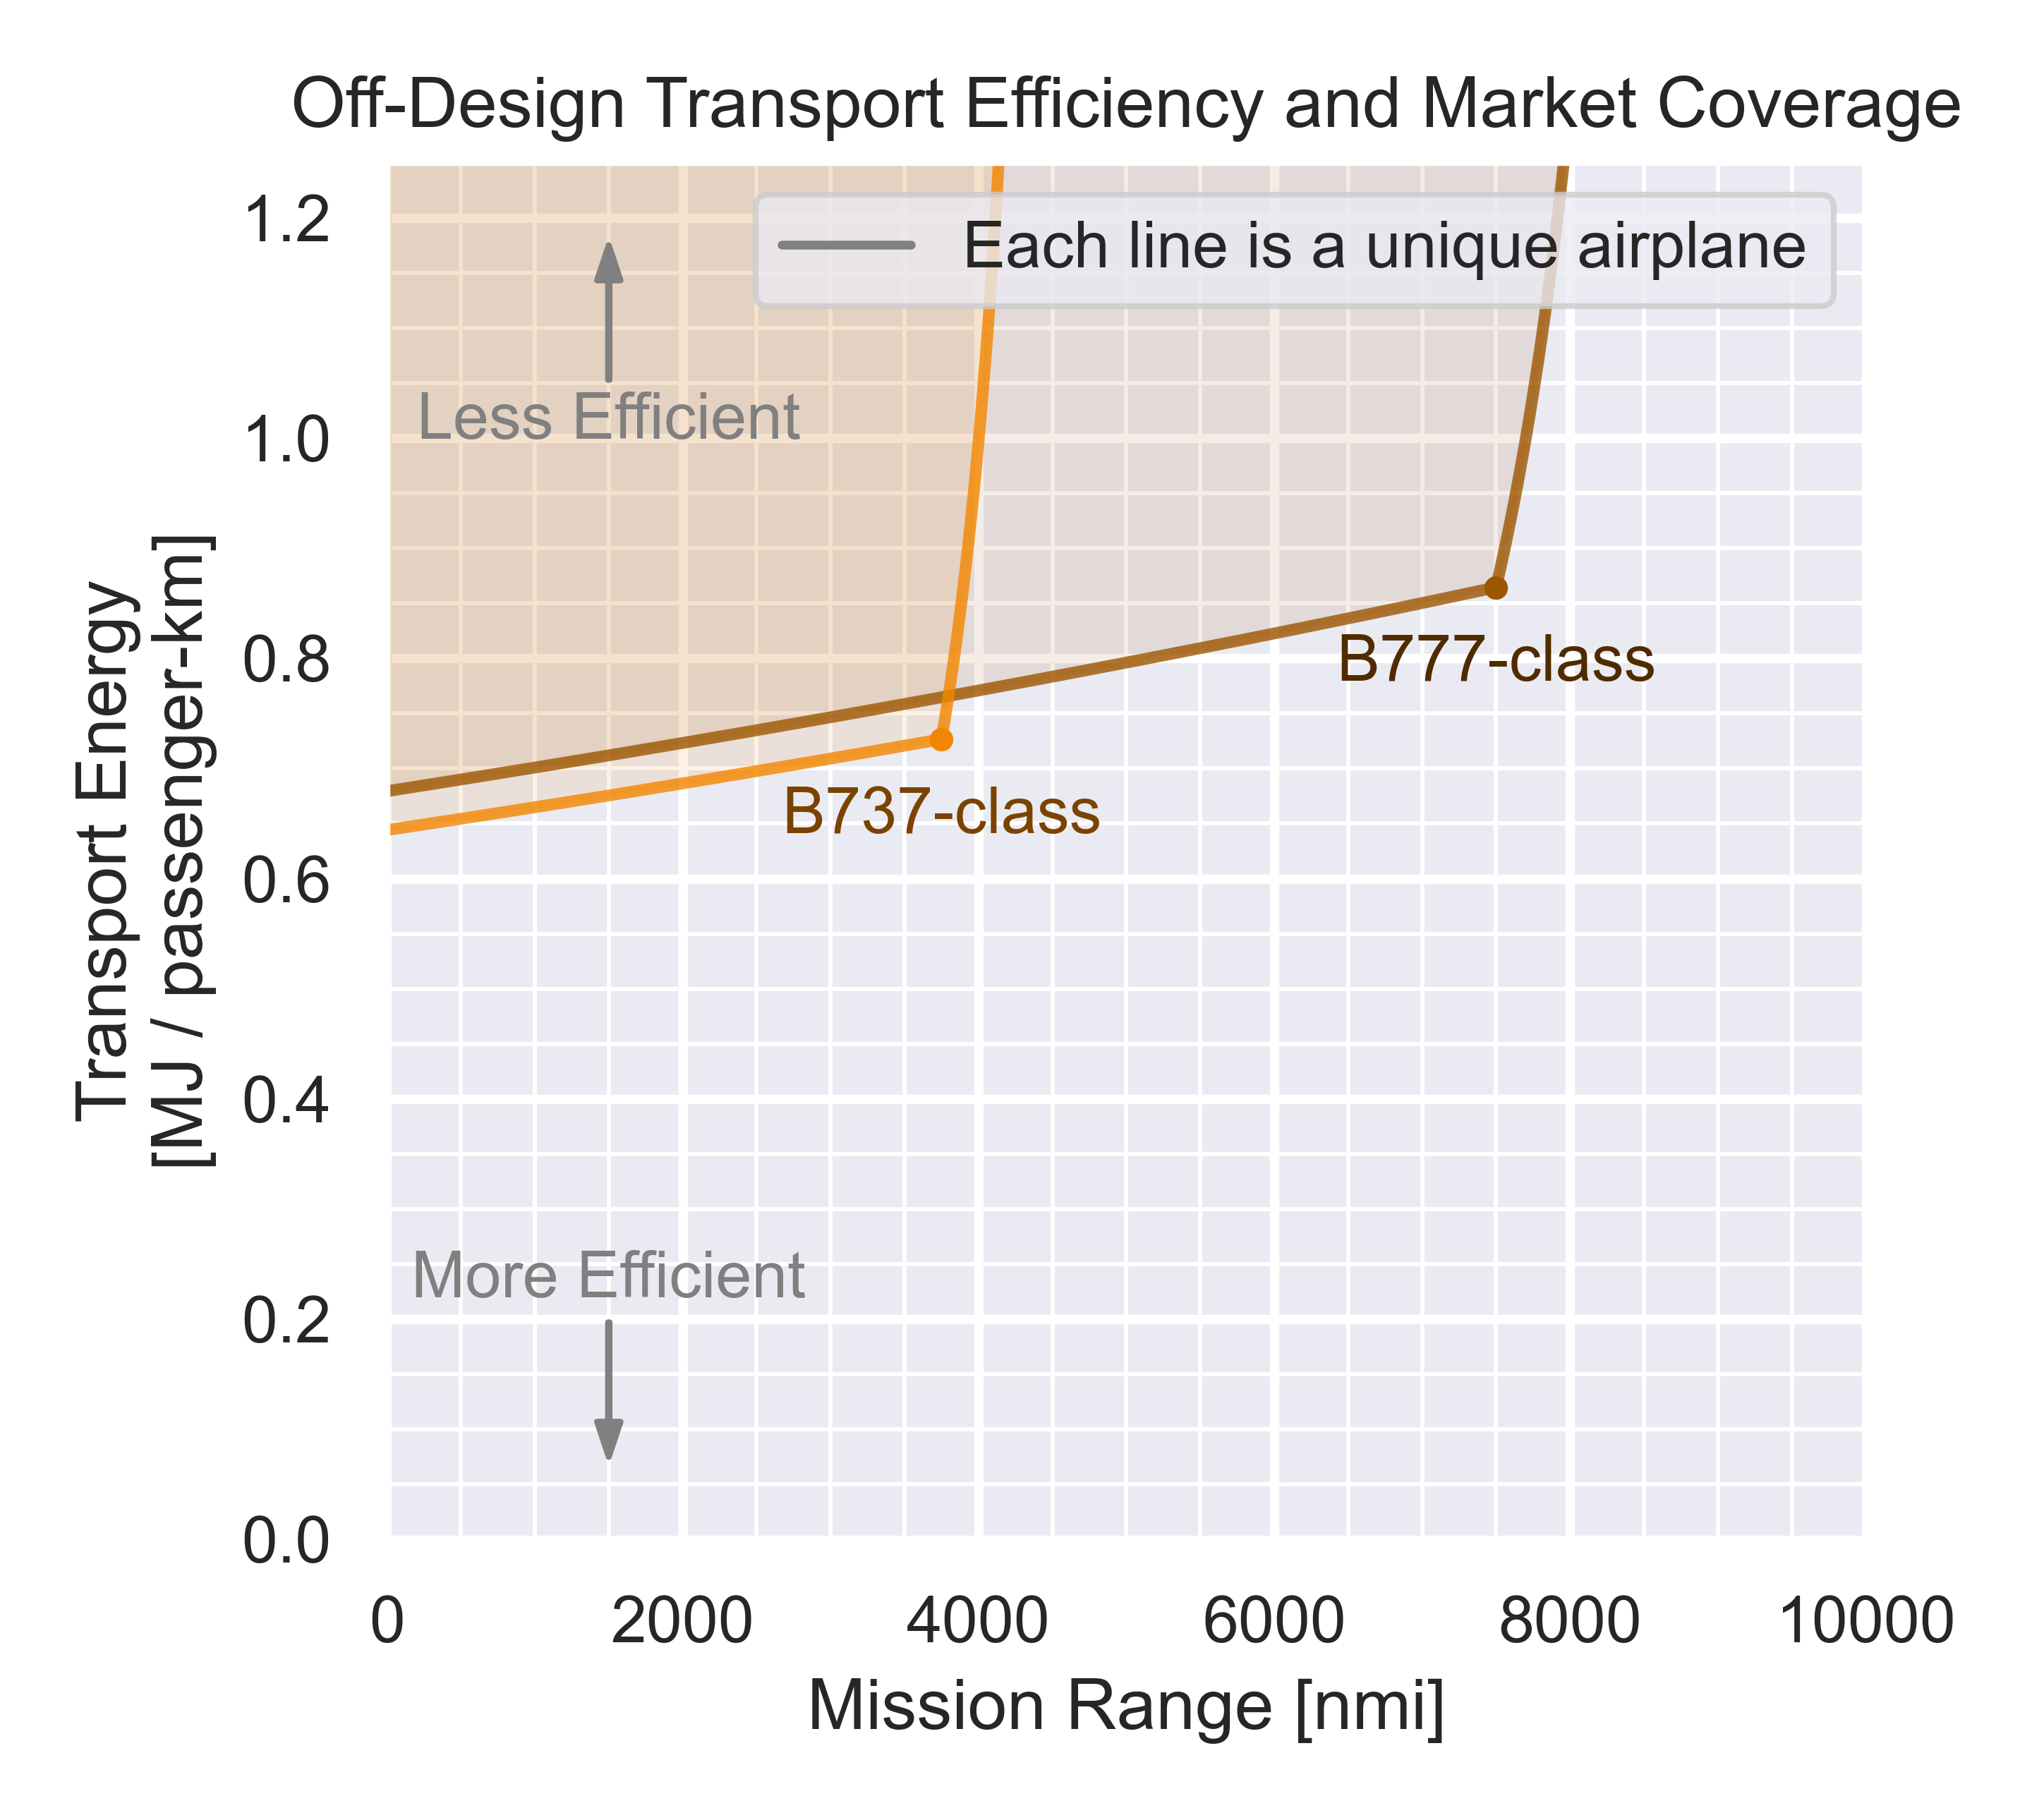 Off-Design Transport Efficiency and Market Coverage
Each line is a unique airplane
1.2
1.0
0.8
0.6
0.4
0.2
0.0
Less Efficient
B777-class
B737-class
More Efficient
Transport Energy
[MJ / passenger-km]
0
2000
4000
6000
8000
10000
Mission Range [nmi]